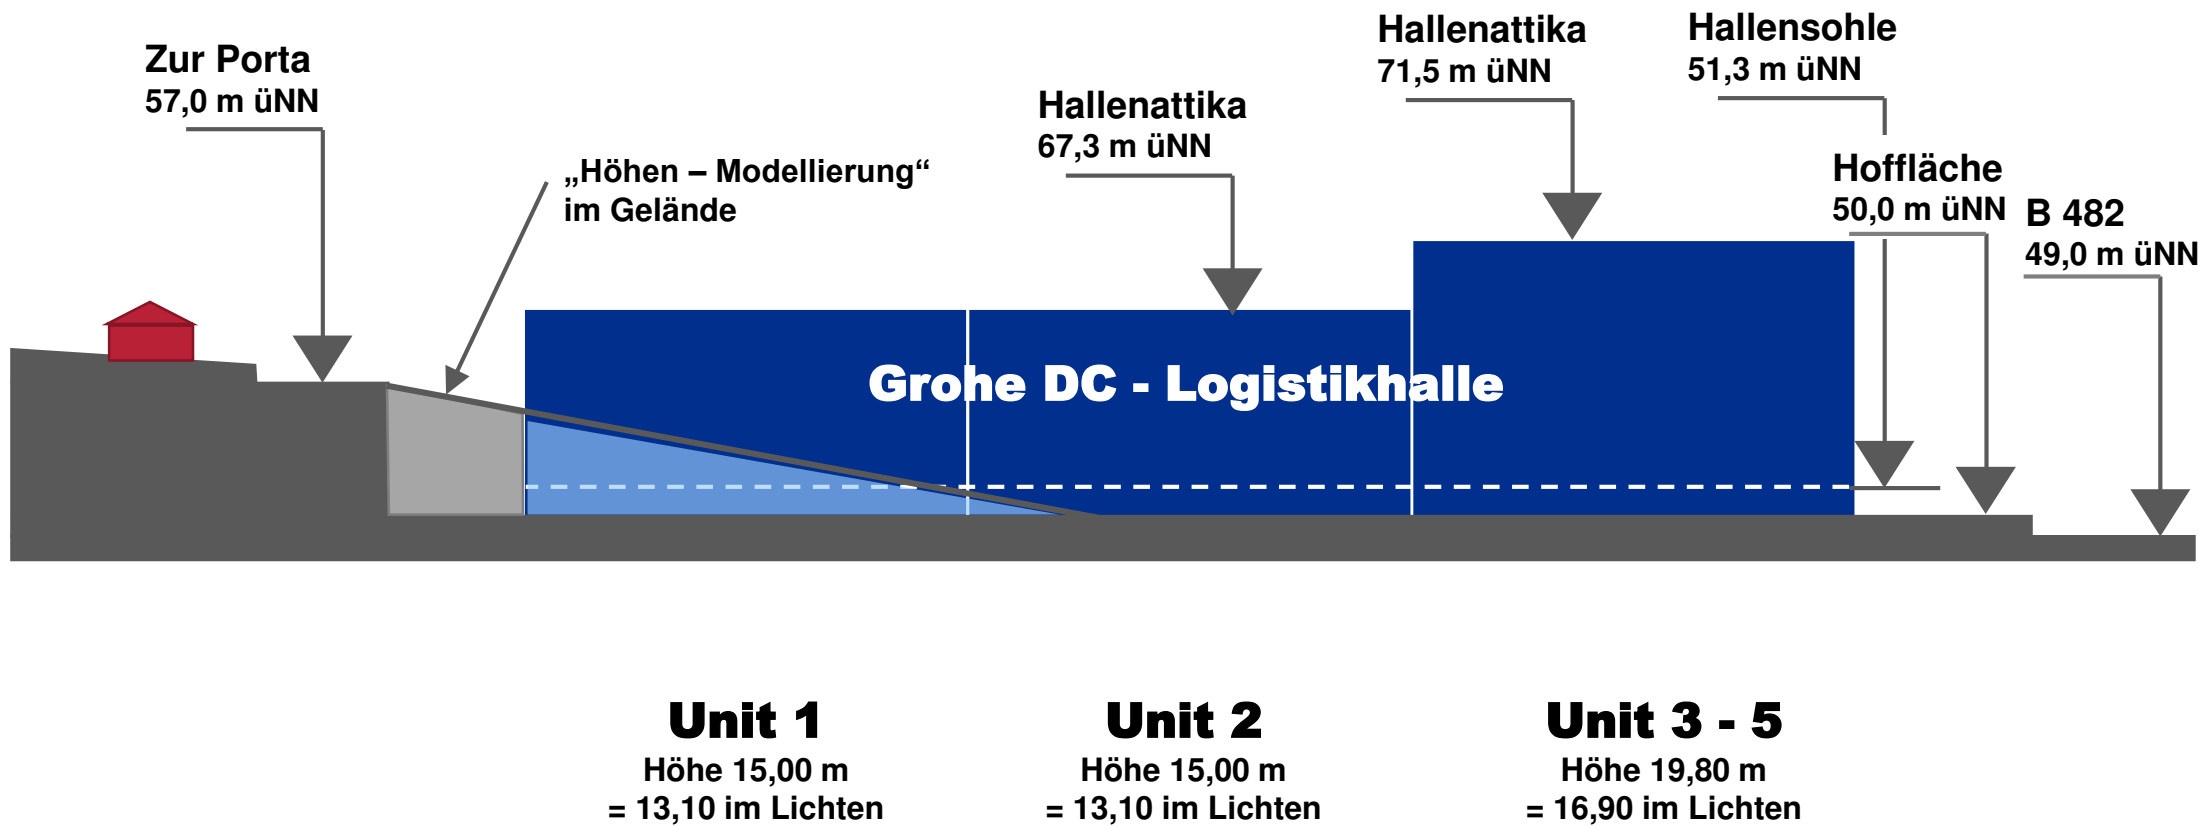 Zur Porta
57,0 m üNN
„Höhen – Modellierung“
im Gelände
Hallenattika
67,3 m üNN
Hallenattika
71,5 m üNN
Hallensohle
51,3 m üNN
Hoffläche
50,0 m üNN
B 482
49,0 m üNN
Grohe DC - Logistikhalle
Unit 1
Höhe 15,00 m
= 13,10 im Lichten
Unit 2
Höhe 15,00 m
= 13,10 im Lichten
Unit 3 - 5
Höhe 19,80 m
= 16,90 im Lichten